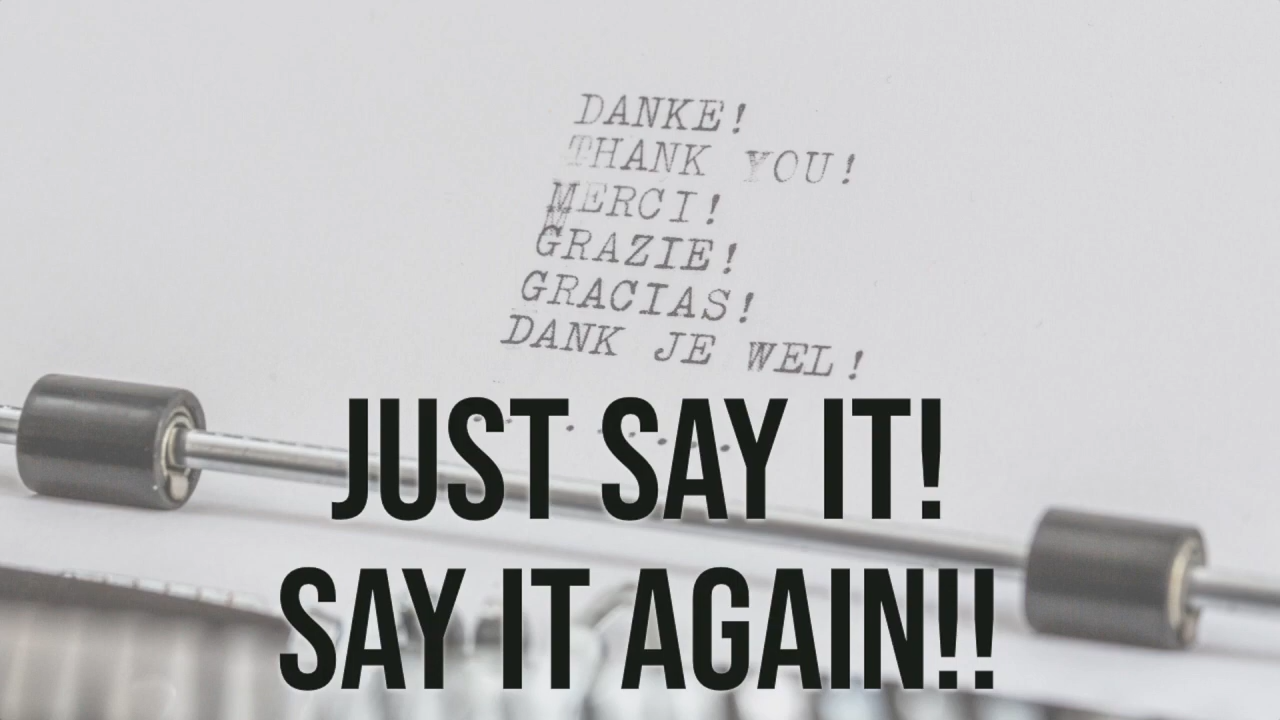 DANKE!
THANK YOU!
MERCI!
GRAZIE!
GRACIAS!
DANK JE WEL!
JUST SAY IT!
SAY IT AGAIN!!